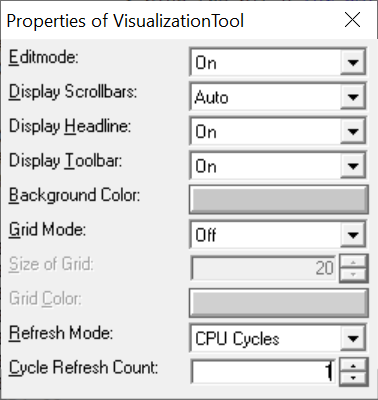 Properties of VisualizationTool
Editmode: On
Display Scrollbars: Auto
Display Headline: On
Display Toolbar: On
Background Color:
Grid Mode: Off
Size of Grid: 20
Grid Color:
Refresh Mode: CPU Cycles
Cycle Refresh Count: 1